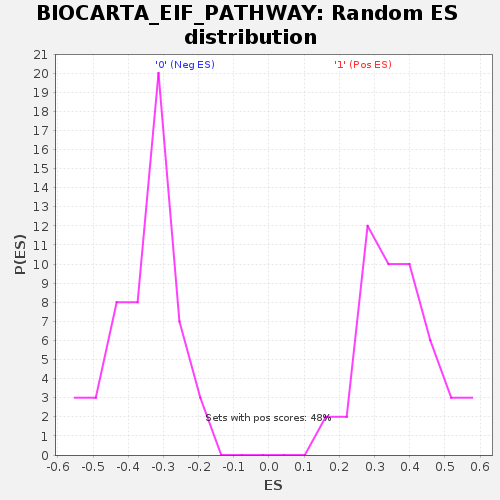 BIOCARTA_EIF_PATHWAY: Random ES
distribution
'0' (Neg ES)
'1' (Pos ES)
P(ES)
21
20
19
18
17
16
15
14
13
12
11
10
9
8
7
6
5
4
3
2
1
0
Sets with pos scores: 48%
-0.6 -0.5 -0.4 -0.3 -0.2 -0.1 0.0 0.1 0.2 0.3 0.4 0.5 0.6
ES